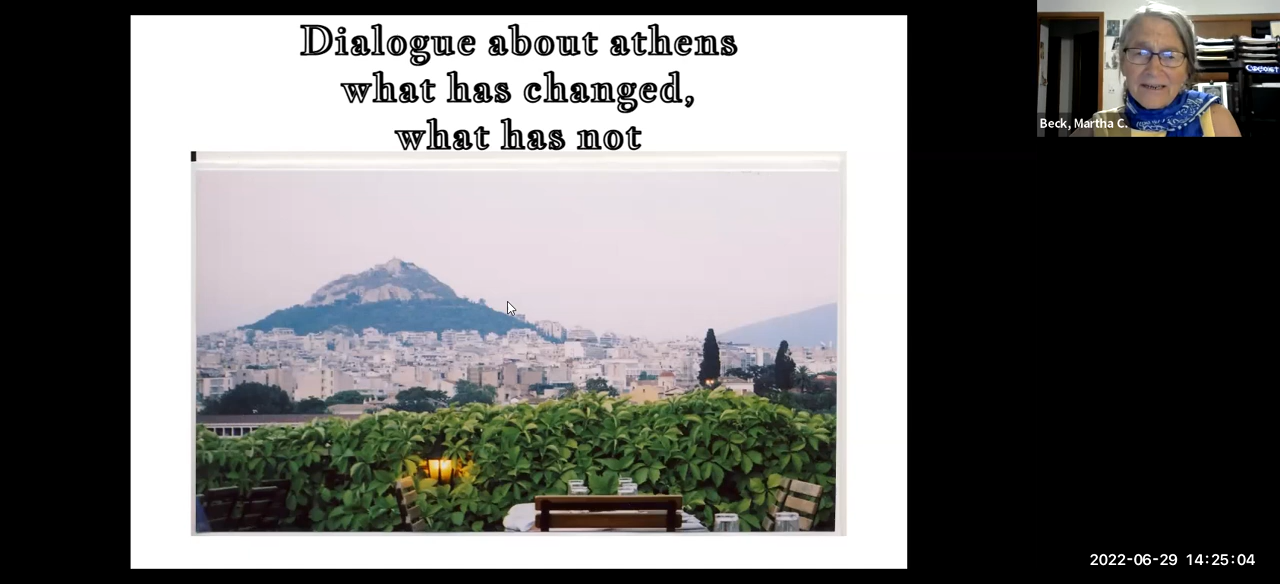 Dialogue about athens
what has changed,
what has not
Beck, Martha C.
2022-06-29 14:25:04